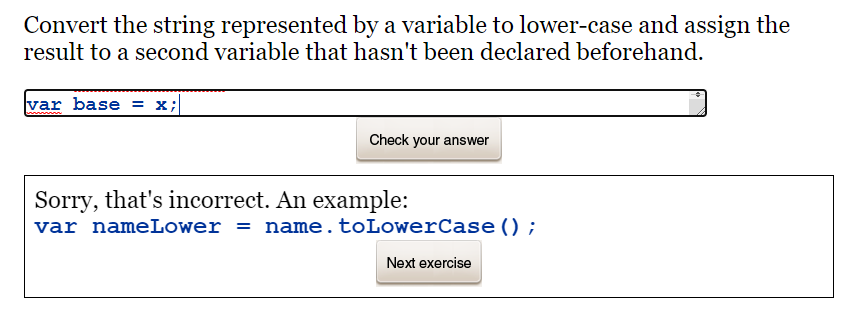 Convert the string represented by a variable to lower-case and assign the
result to a second variable that hasn't been declared beforehand.
var base = x;
Check your answer
Sorry, that's incorrect. An example:
var nameLower = name.toLowerCase();
Next exercise